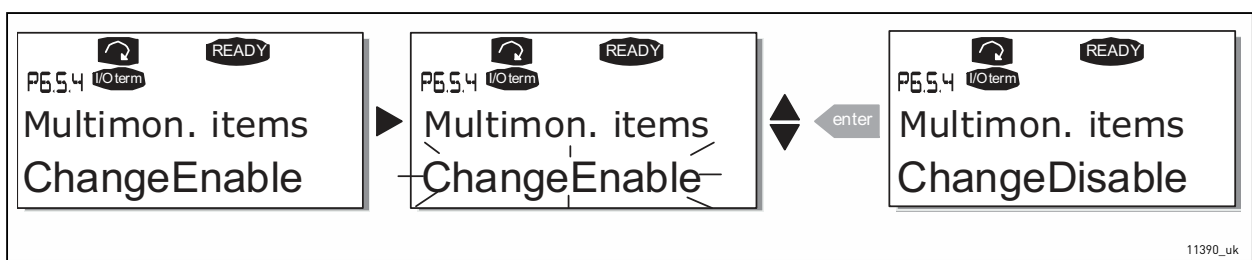 READY
P6.5.4 I/O term
Multimon. items
ChangeEnable
READY
P6.5.4 I/O term
Multimon. items
ChangeEnable
enter
READY
P6.5.4 I/O term
Multimon. items
ChangeDisable
11390_uk